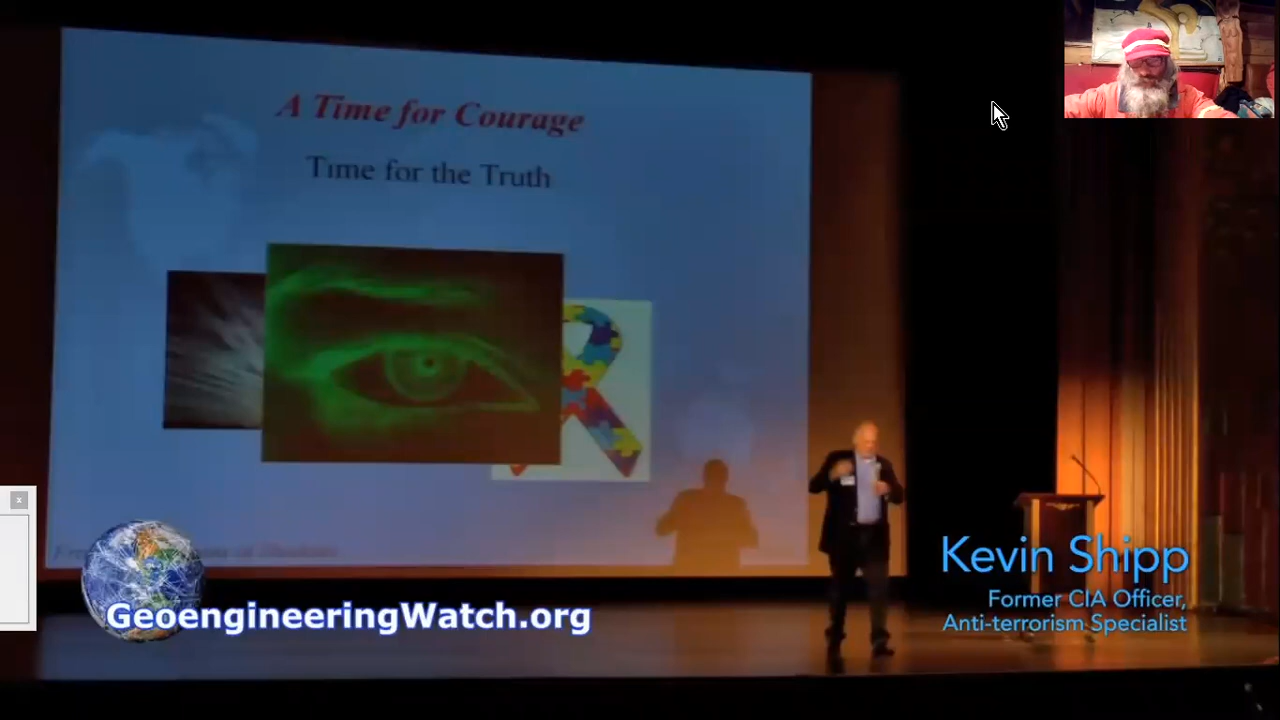 A Time for Courage
Time for the Truth
x
GeoengineeringWatch.org
Kevin Shipp
Former CIA Officer,
Anti-terrorism Specialist